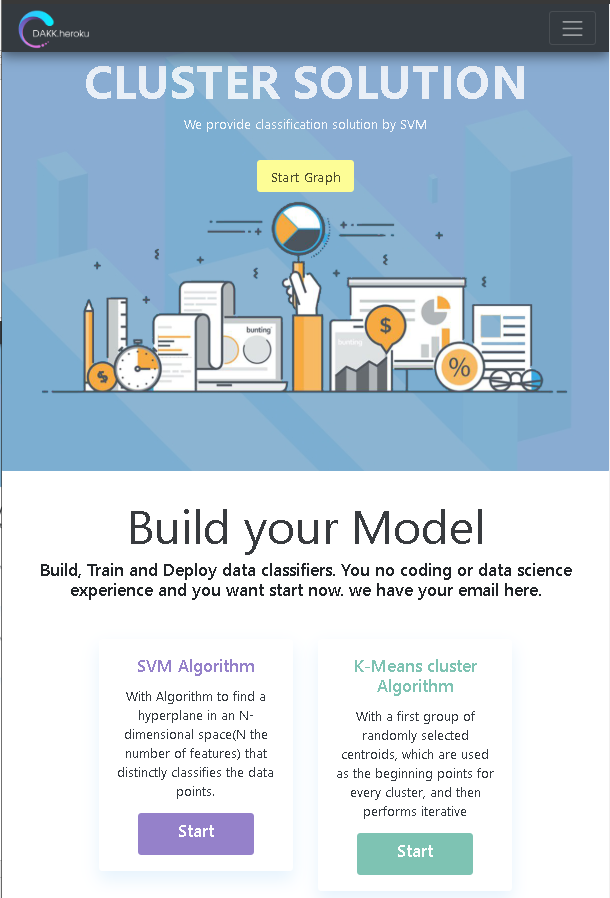 DAKK.heroku
CLUSTER SOLUTION
We provide classification solution by SVM
Start Graph
bunting
bunting
$
$
%
Build your Model
Build, Train and Deploy data classifiers. You no coding or data science
experience and you want start now. we have your email here.
SVM Algorithm
With Algorithm to find a
hyperplane in an N-
dimensional space(N the
number of features) that
distinctly classifies the data
points.
Start
K-Means cluster
Algorithm
With a first group of
randomly selected
centroids, which are used
as the beginning points for
every cluster, and then
performs iterative
Start